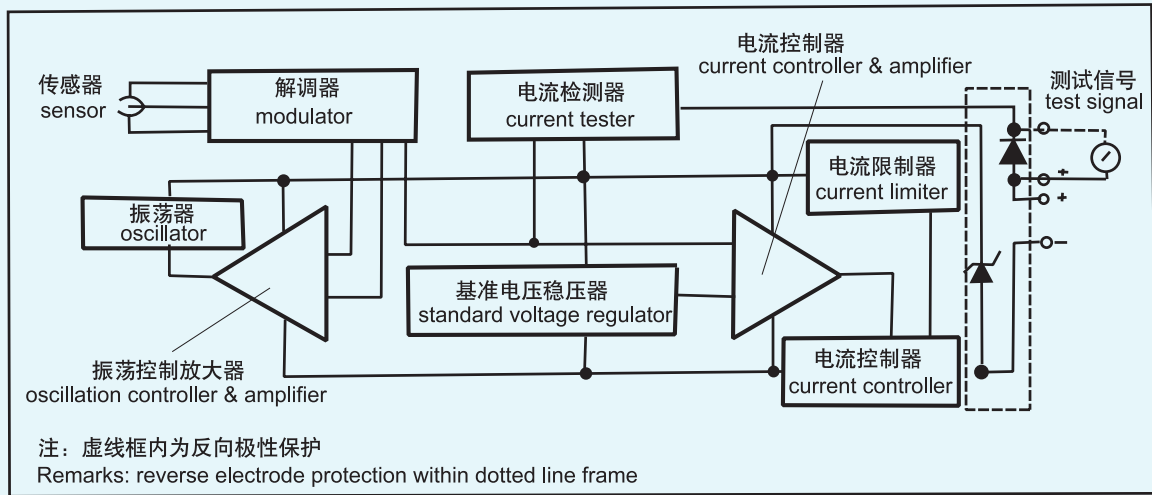 电流控制器
current controller & amplifier
传感器
sensor
解调器
modulator
电流检测器
current tester
测试信号
test signal
电流限制器
current limiter
振荡器
oscillator
+
+
−
基准电压稳压器
standard voltage regulator
振荡控制放大器
oscillation controller & amplifier
电流控制器
current controller
注：虚线框内为反向极性保护
Remarks: reverse electrode protection within dotted line frame